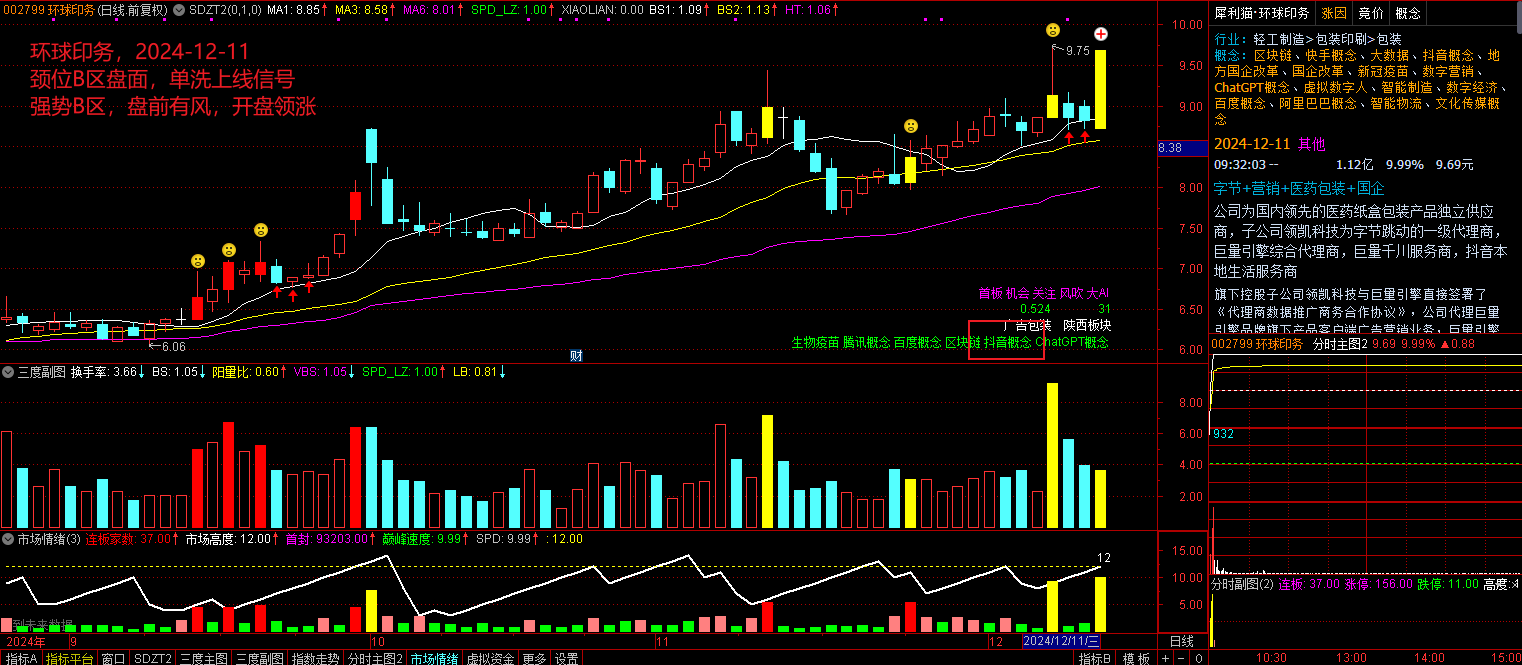 002799 环球印务(日线.前复权) SDZT2(0,1,0) MA1: 8.85↑ MA3: 8.58↑ MA6: 8.01↑ SPD_LZ: 1.00↑ XIAOLIAN: 0.00 BS1: 1.09↑ BS2: 1.13↑ HT: 1.06↑
环球印务，2024-12-11
颈位B区盘面，单洗上线信号
强势B区，盘前有风，开盘领涨
9.75
6.06
财
首板 机会 关注 风吹 大AI
0.524 31
广告包装 陕西板块
生物疫苗 腾讯概念 百度概念 区块链 抖音概念 ChatGPT概念
10.00
9.50
9.00
8.38
8.00
7.50
7.00
6.50
6.00
三度副图 换手率: 3.66↓ BS: 1.05↓ 阳量比: 0.60↑ VBS: 1.05↓ SPD_LZ: 1.00↑ LB: 0.81↓
8.00
6.00
4.00
2.00
市场情绪(3) 连板家数: 37.00↑ 市场高度: 12.00↑ 首封: 93203.00↑ 巅峰速度: 9.99↑ SPD: 9.99↑ : 12.00
12
15.00
10.00
5.00
到未来数据
2024年 9 10 11 12 2024/12/11/三 日线
指标A 指标平台 窗口 SDZT2 三度主图 三度副图 指数走势 分时主图2 市场情绪 虚拟资金 更多 设置 指标B 模板 + - O
犀利猫·环球印务 涨因 竞价 概念
行业: 轻工制造>包装印刷>包装
概念: 区块链、快手概念、大数据、抖音概念、地
方国企改革、国企改革、新冠疫苗、数字营销、
ChatGPT概念、虚拟数字人、智能制造、数字经济、
百度概念、阿里巴巴概念、智能物流、文化传媒概
念
2024-12-11 其他
09:32:03 -- 1.12亿 9.99% 9.69元
字节+营销+医药包装+国企
公司为国内领先的医药纸盒包装产品独立供应
商，子公司领凯科技为字节跳动的一级代理商，
巨量引擎综合代理商，巨量千川服务商，抖音本
地生活服务商
旗下控股子公司领凯科技与巨量引擎直接签署了
《代理商数据推广商务合作协议》，公司代理巨量
引擎品牌旗下产品客户端广告营销业务，巨量引擎
002799 环球印务 分时主图2 9.69 9.99% ▲0.88
932
分时副图(2) 连板: 37.00 涨停: 156.00 跌停: 11.00 高度: 4
10:30 13:00 14:00 15:00